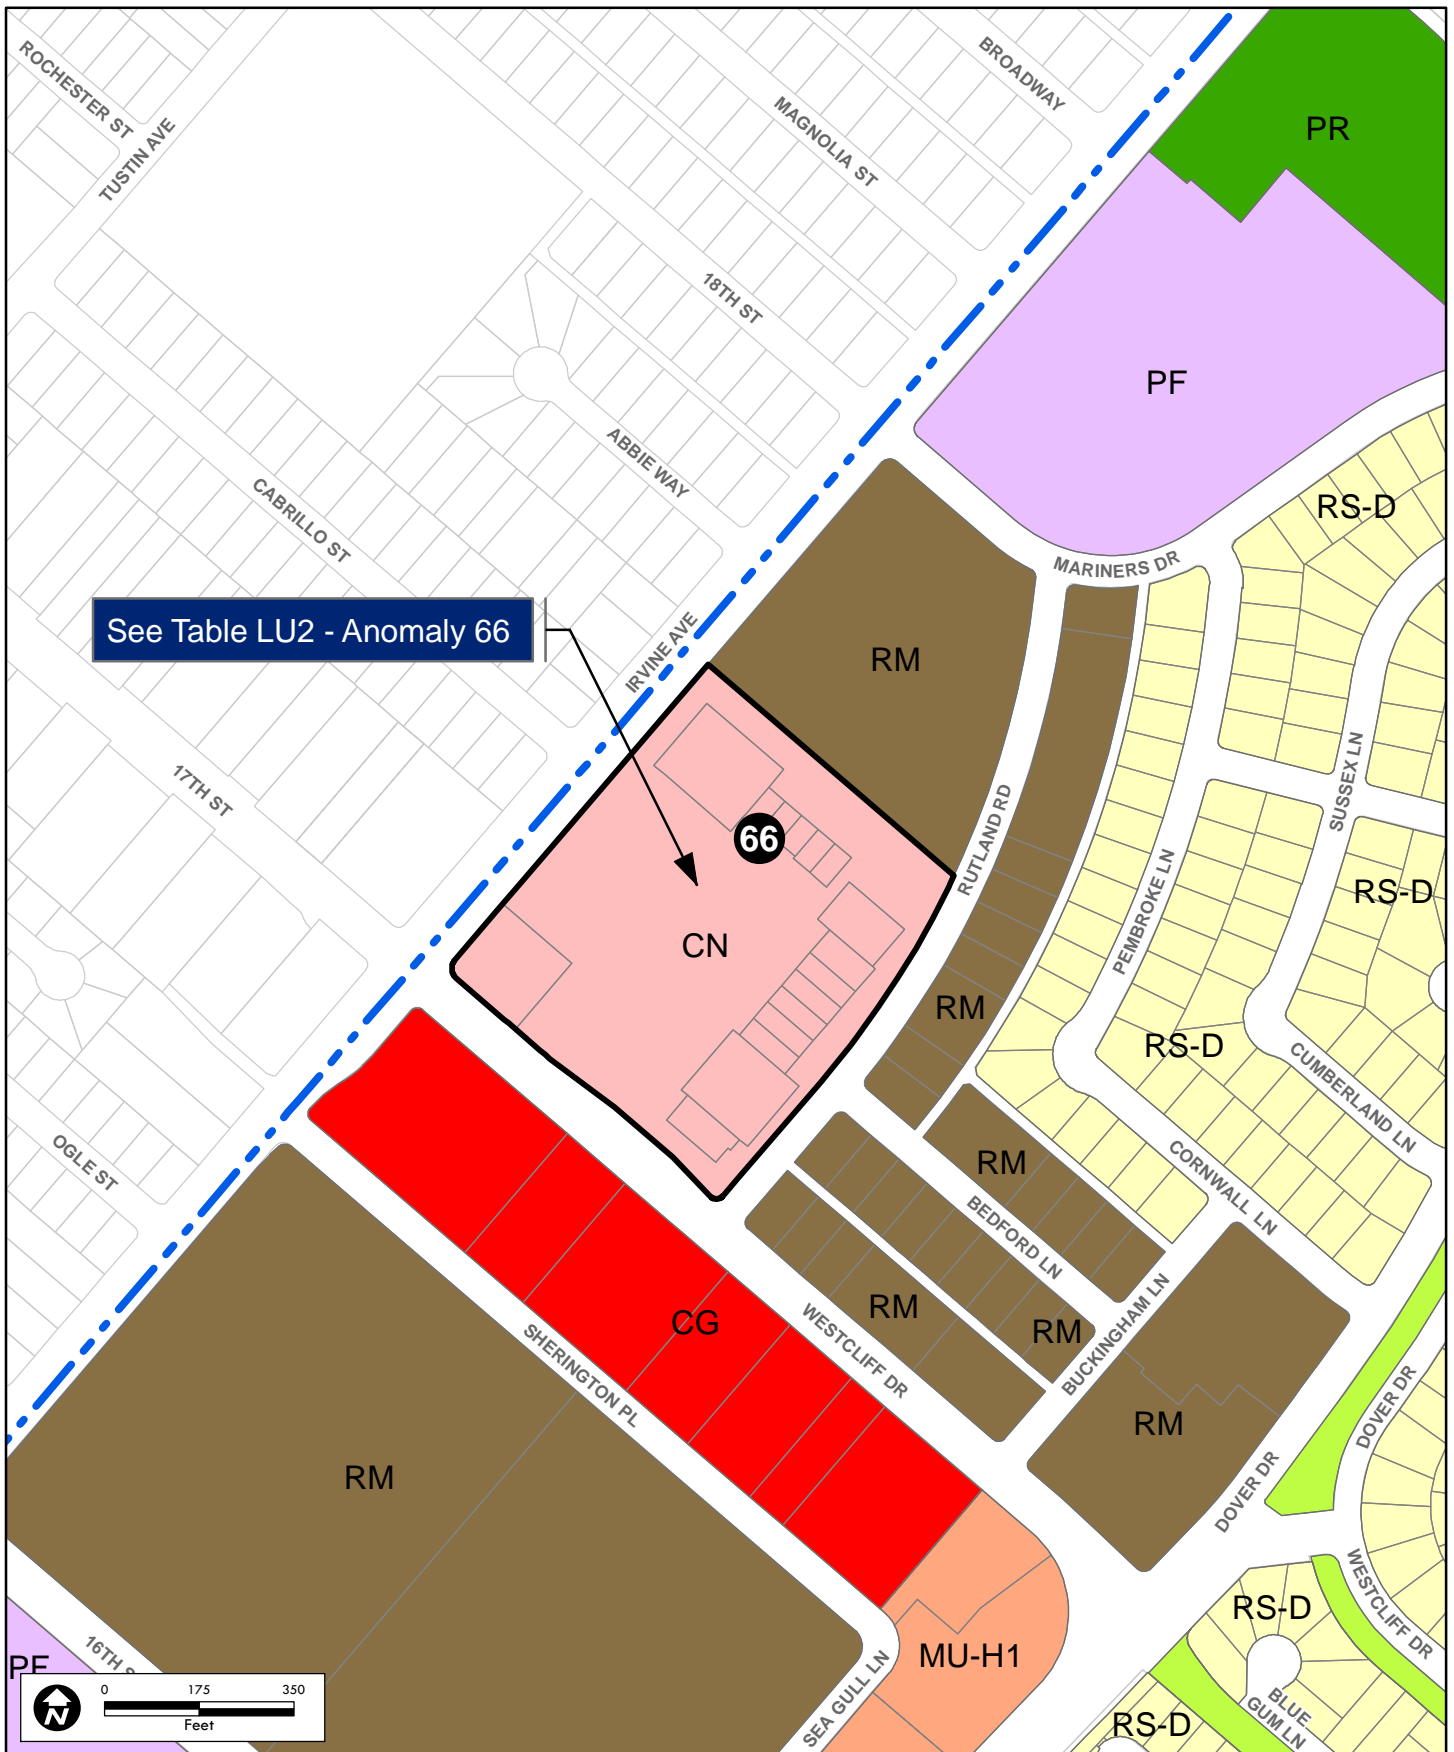 ROCHESTER ST
TUSTIN AVE
BROADWAY
MAGNOLIA ST
PR
18TH ST
PF
ABBIE WAY
CABRILLO ST
RS-D
MARINERS DR
See Table LU2 - Anomaly 66
IRVINE AVE
RM
17TH ST
SUSSEX LN
66
RUTLAND RD
PEMBROKE LN
RS-D
CN
RM
RS-D
CUMBERLAND LN
OGLE ST
RM
CORNWALL LN
BEDFORD LN
RM
RM
BUCKINGHAM LN
CG
WESTCLIFF DR
SHERINGTON PL
DOVER DR
RM
RM
DOVER DR
WESTCLIFF DR
RS-D
MU-H1
SEA GULL LN
BLUE
GUM LN
RS-D
PF
16TH S
N
0 175 350
Feet